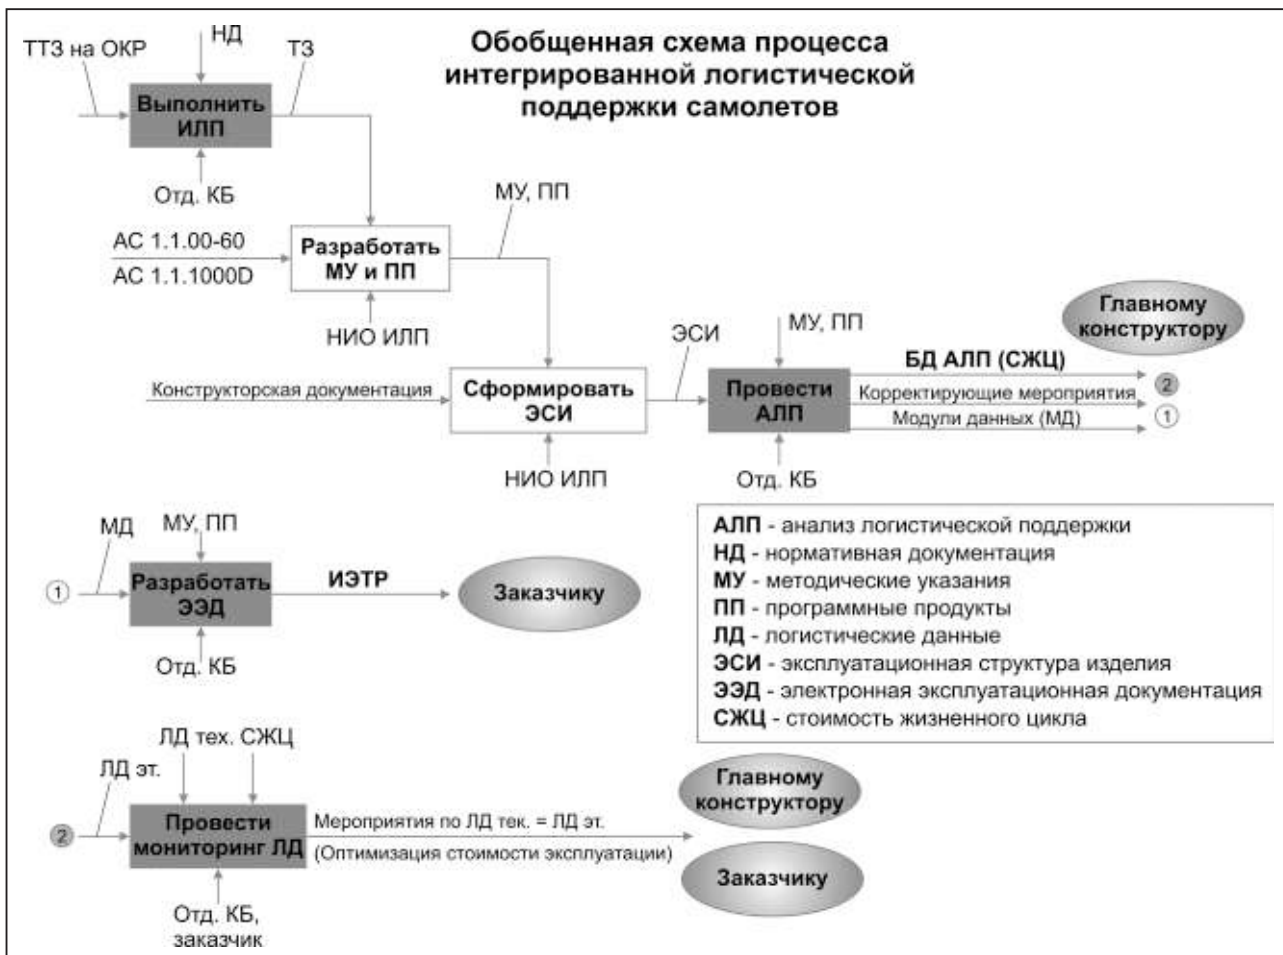 Обобщенная схема процесса
интегрированной логистической
поддержки самолетов
ТТЗ на ОКР
НД
ТЗ
Выполнить
ИЛП
Отд. КБ
АС 1.1.00-60
АС 1.1.1000D
Разработать
МУ и ПП
МУ, ПП
НИО ИЛП
Конструкторская документация
Сформировать
ЭСИ
ЭСИ
НИО ИЛП
МУ, ПП
Провести
АЛП
Отд. КБ
Главному
конструктору
БД АЛП (СЖЦ)
2
Корректирующие мероприятия
1
Модули данных (МД)
МД
МУ, ПП
1
Разработать
ЭЭД
Отд. КБ
ИЭТР
Заказчику
АЛП - анализ логистической поддержки
НД - нормативная документация
МУ - методические указания
ПП - программные продукты
ЛД - логистические данные
ЭСИ - эксплуатационная структура изделия
ЭЭД - электронная эксплуатационная документация
СЖЦ - стоимость жизненного цикла
ЛД тех. СЖЦ
ЛД эт.
2
Провести
мониторинг ЛД
Отд. КБ,
заказчик
Мероприятия по ЛД тек. = ЛД эт.
(Оптимизация стоимости эксплуатации)
Главному
конструктору
Заказчику